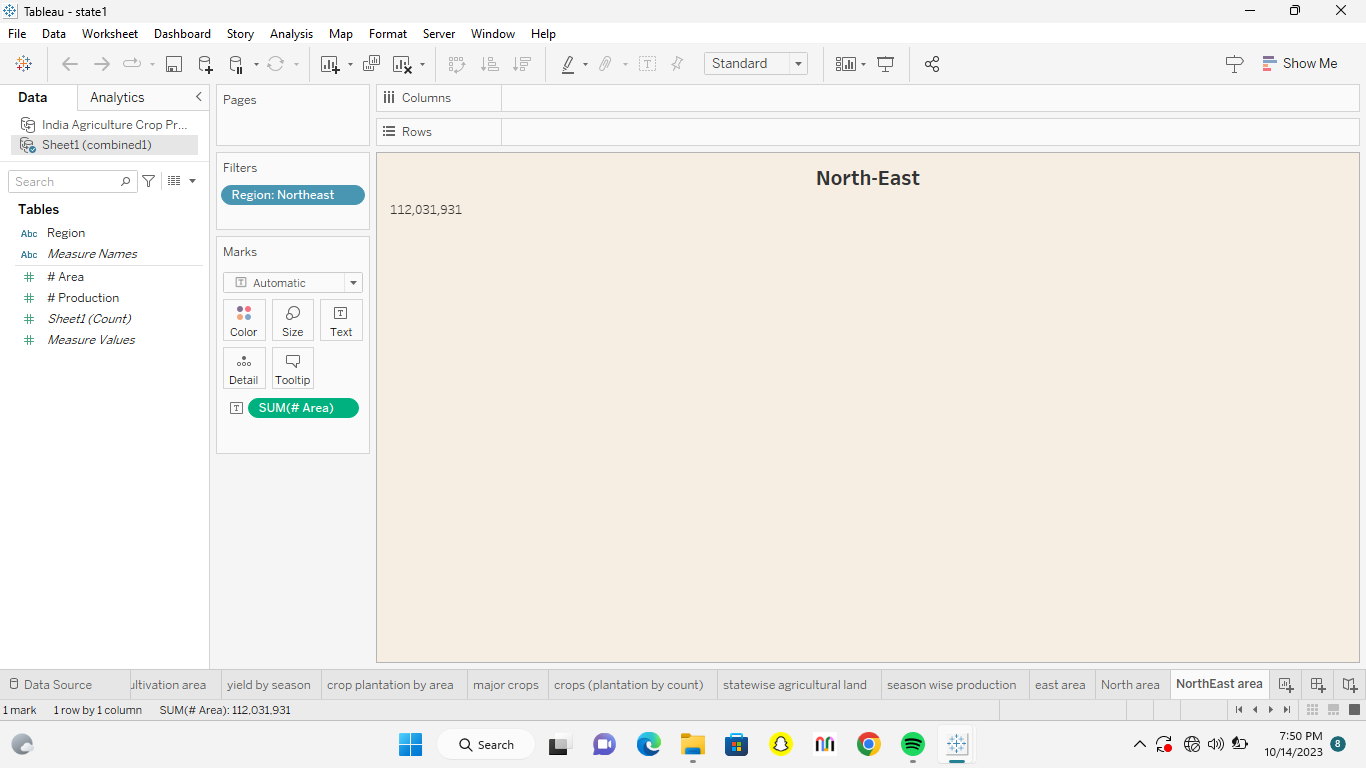 Tableau - state1
File Data Worksheet Dashboard Story Analysis Map Format Server Window Help
Standard
Show Me
Data Analytics
India Agriculture Crop Pr...
Sheet1 (combined1)
Search
Tables
Abc Region
Abc Measure Names
# Area
# Production
Sheet1 (Count)
Measure Values
Pages
Filters
Region: Northeast
Marks
Automatic
Color Size Text
Detail Tooltip
SUM(# Area)
Columns
Rows
North-East
112,031,931
Data Source ultivation area yield by season crop plantation by area major crops crops (plantation by count) statewise agricultural land season wise production east area North area NorthEast area
1 mark 1 row by 1 column SUM(# Area): 112,031,931
Search
7:50 PM
10/14/2023
8